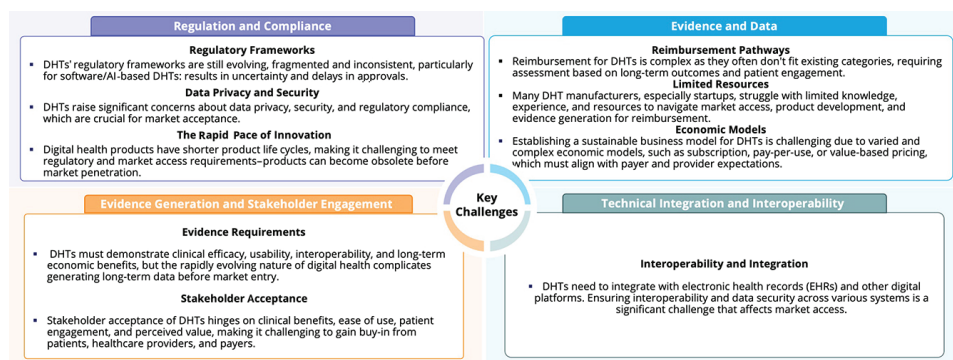 Regulation and Compliance
Regulatory Frameworks
▪ DHTs' regulatory frameworks are still evolving, fragmented and inconsistent, particularly
for software/AI-based DHTs: results in uncertainty and delays in approvals.
Data Privacy and Security
▪ DHTs raise significant concerns about data privacy, security, and regulatory compliance,
which are crucial for market acceptance.
The Rapid Pace of Innovation
▪ Digital health products have shorter product life cycles, making it challenging to meet
regulatory and market access requirements–products can become obsolete before
market penetration.
Evidence and Data
Reimbursement Pathways
▪ Reimbursement for DHTs is complex as they often don't fit existing categories, requiring
assessment based on long-term outcomes and patient engagement.
Limited Resources
▪ Many DHT manufacturers, especially startups, struggle with limited knowledge,
experience, and resources to navigate market access, product development, and
evidence generation for reimbursement.
Economic Models
▪ Establishing a sustainable business model for DHTs is challenging due to varied and
complex economic models, such as subscription, pay-per-use, or value-based pricing,
which must align with payer and provider expectations.
Key
Challenges
Evidence Generation and Stakeholder Engagement
Evidence Requirements
▪ DHTs must demonstrate clinical efficacy, usability, interoperability, and long-term
economic benefits, but the rapidly evolving nature of digital health complicates
generating long-term data before market entry.
Stakeholder Acceptance
▪ Stakeholder acceptance of DHTs hinges on clinical benefits, ease of use, patient
engagement, and perceived value, making it challenging to gain buy-in from
patients, healthcare providers, and payers.
Technical Integration and Interoperability
Interoperability and Integration
▪ DHTs need to integrate with electronic health records (EHRs) and other digital
platforms. Ensuring interoperability and data security across various systems is a
significant challenge that affects market access.